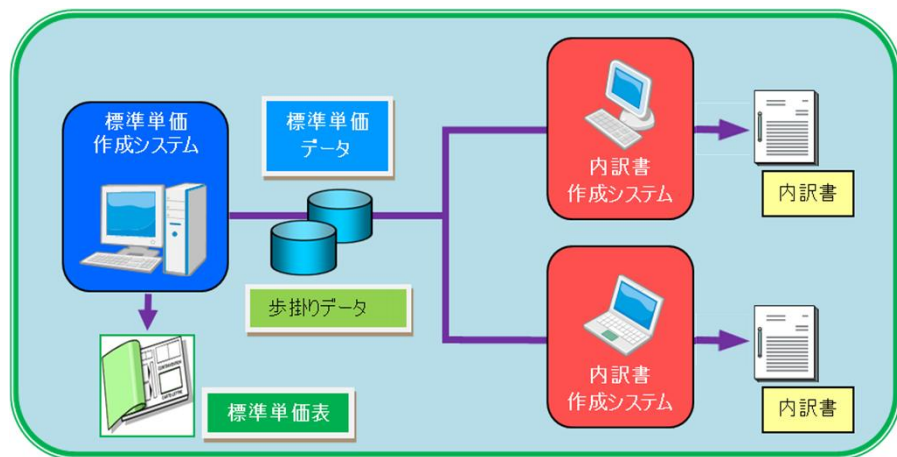 標準単価
作成システム
標準単価
データ
歩掛りデータ
標準単価表
内訳書
作成システム
内訳書
内訳書
作成システム
内訳書